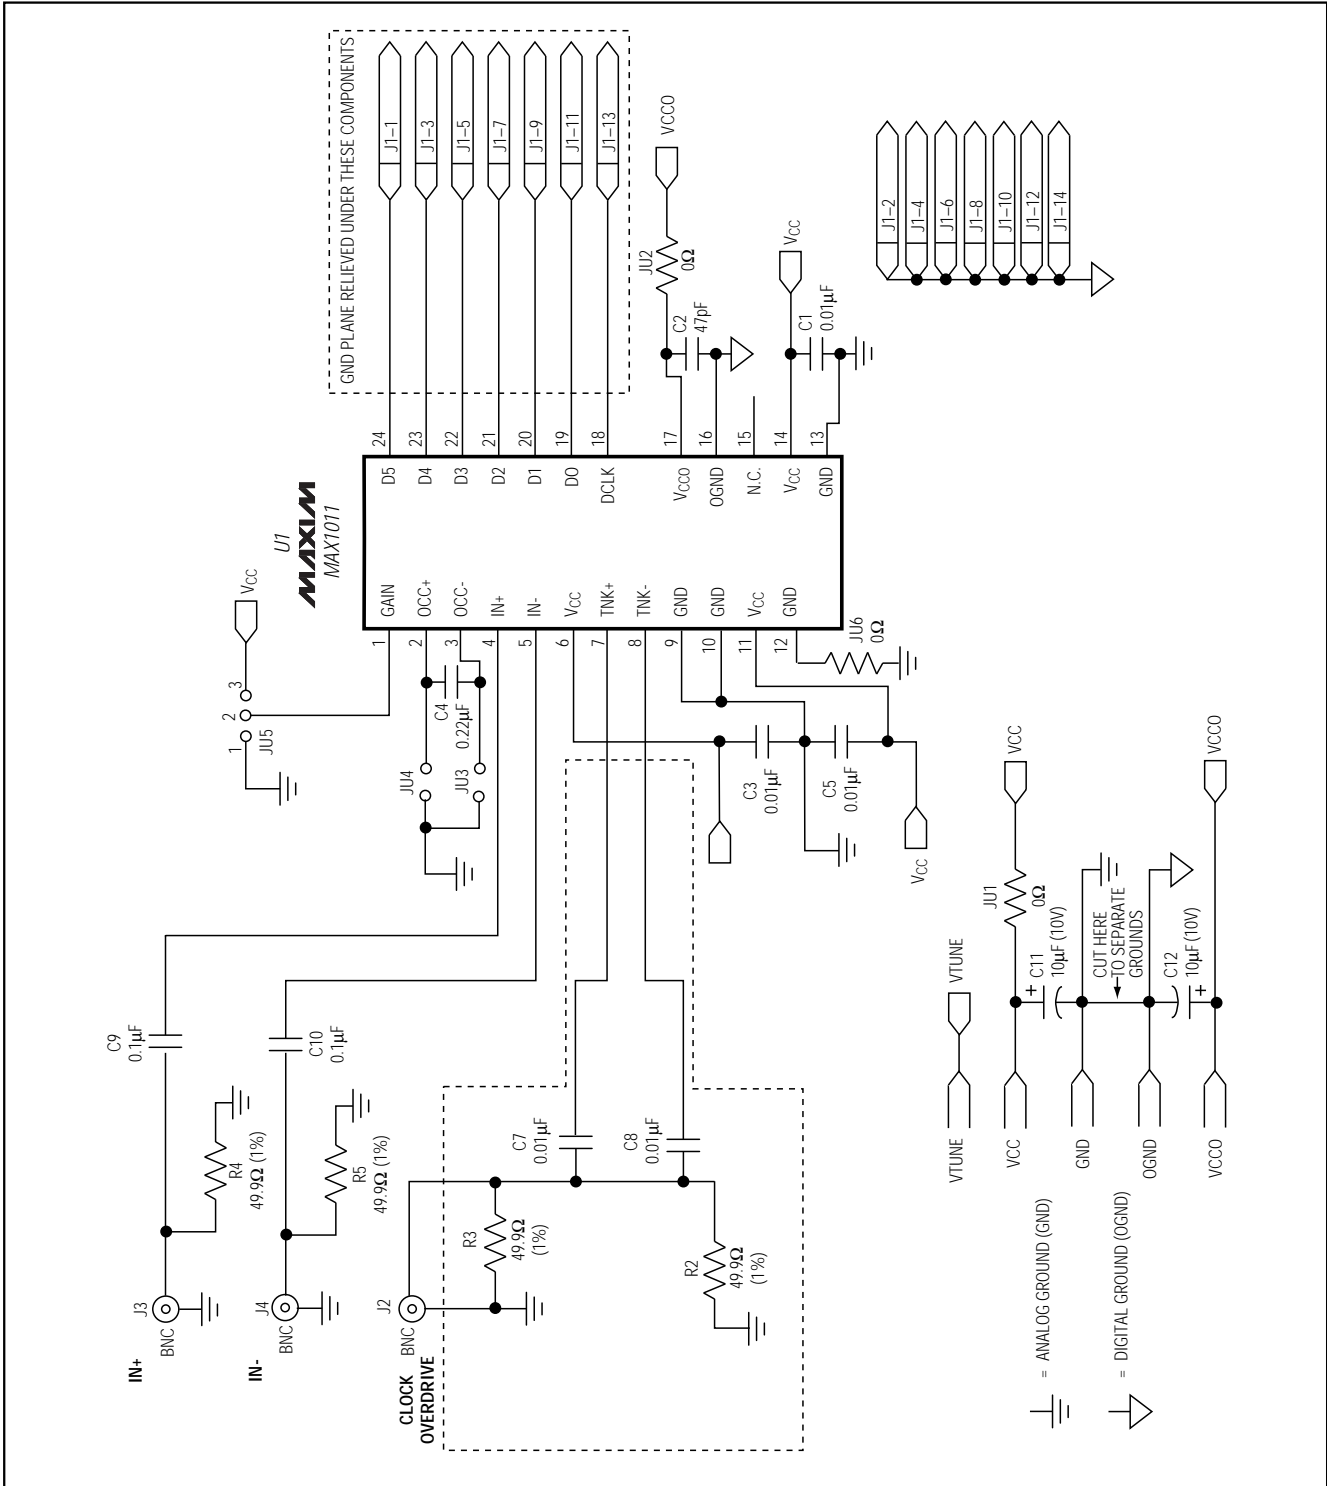 GND PLANE RELIEVED UNDER THESE COMPONENTS
J1-1
J1-3
J1-5
J1-7
J1-9
J1-11
J1-13
VCCO
JU2
0Ω
C2
47pF
VCC
C1
0.01µF
J1-2
J1-4
J1-6
J1-8
J1-10
J1-12
J1-14
24
23
22
21
20
19
18
17
16
15
14
13
D5
D4
D3
D2
D1
D0
DCLK
VCCO
OGND
N.C.
VCC
GND
U1
MAXIM
MAX1011
GAIN
OCC+
OCC-
IN+
IN-
VCC
TNK+
TNK-
GND
GND
VCC
GND
1
2
3
4
5
6
7
8
9
10
11
12
VCC
3
2
1
JU5
C4
0.22µF
JU4
JU3
JU6
0Ω
C3
0.01µF
C5
0.01µF
VCC
C9
0.1µF
C10
0.1µF
R4
49.9Ω (1%)
R5
49.9Ω (1%)
J3
BNC
IN+
J4
BNC
IN-
J2
BNC
CLOCK
OVERDRIVE
C7
0.01µF
C8
0.01µF
R3
49.9Ω
(1%)
R2
49.9Ω
(1%)
VTUNE
VTUNE
VCC
JU1
0Ω
VCC
+
C11
10µF (10V)
GND
CUT HERE
TO SEPARATE
GROUNDS
OGND
C12
10µF (10V)
+
VCCO
VCCO
= ANALOG GROUND (GND)
= DIGITAL GROUND (OGND)